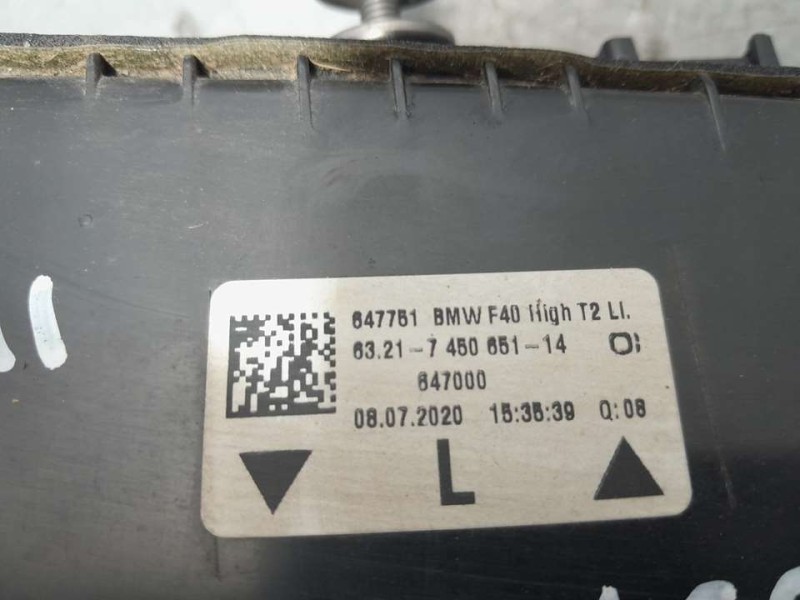 647751 BMW F40 High T2 LI.
63.21-7 450 651-14
647000
08.07.2020 15:35:39 Q:08
L